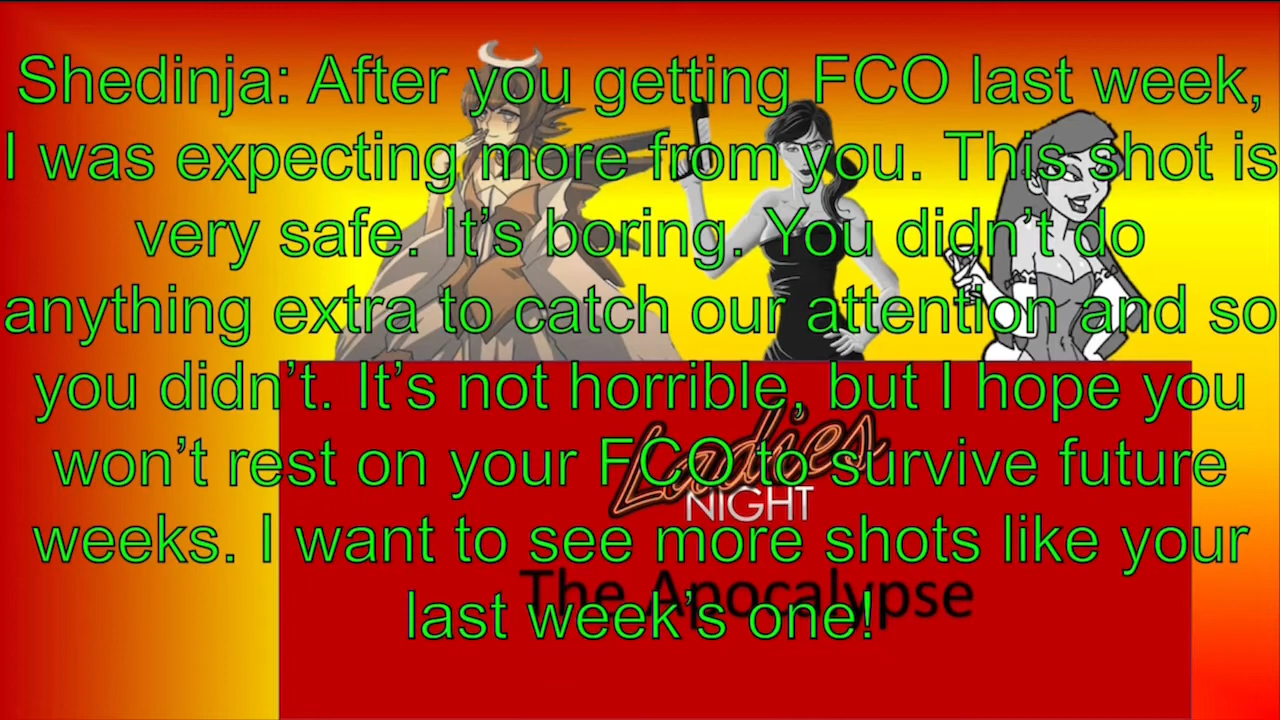 Shedinja: After you getting FCO last week,
I was expecting more from you. This shot is
very safe. It’s boring. You didn’t do
anything extra to catch our attention and so
you didn’t. It’s not horrible, but I hope you
won’t rest on your FCO to survive future
weeks. I want to see more shots like your
last week’s one!
Ladies
NIGHT
The Apocalypse